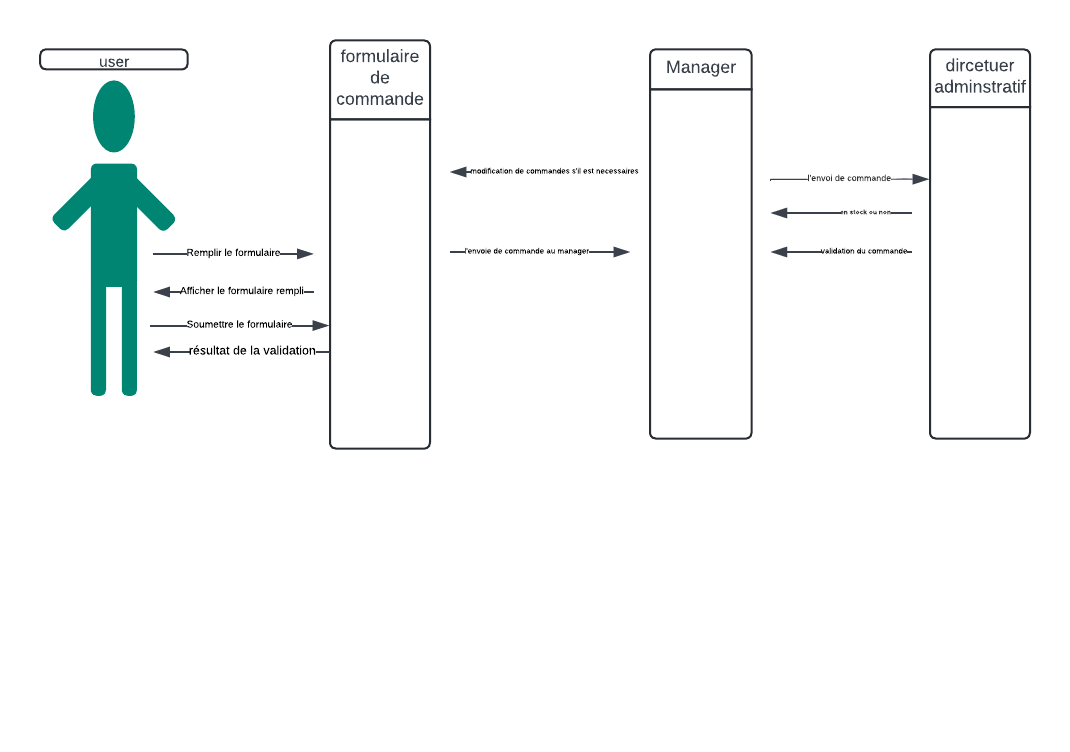 user
formulaire
de
commande
Manager
dircetuer
adminstratif
modification de commandes s'il est necessaires
l'envoi de commande
en stock ou non
Remplir le formulaire
l'envoie de commande au manager
validation du commande
Afficher le formulaire rempli
Soumettre le formulaire
résultat de la validation